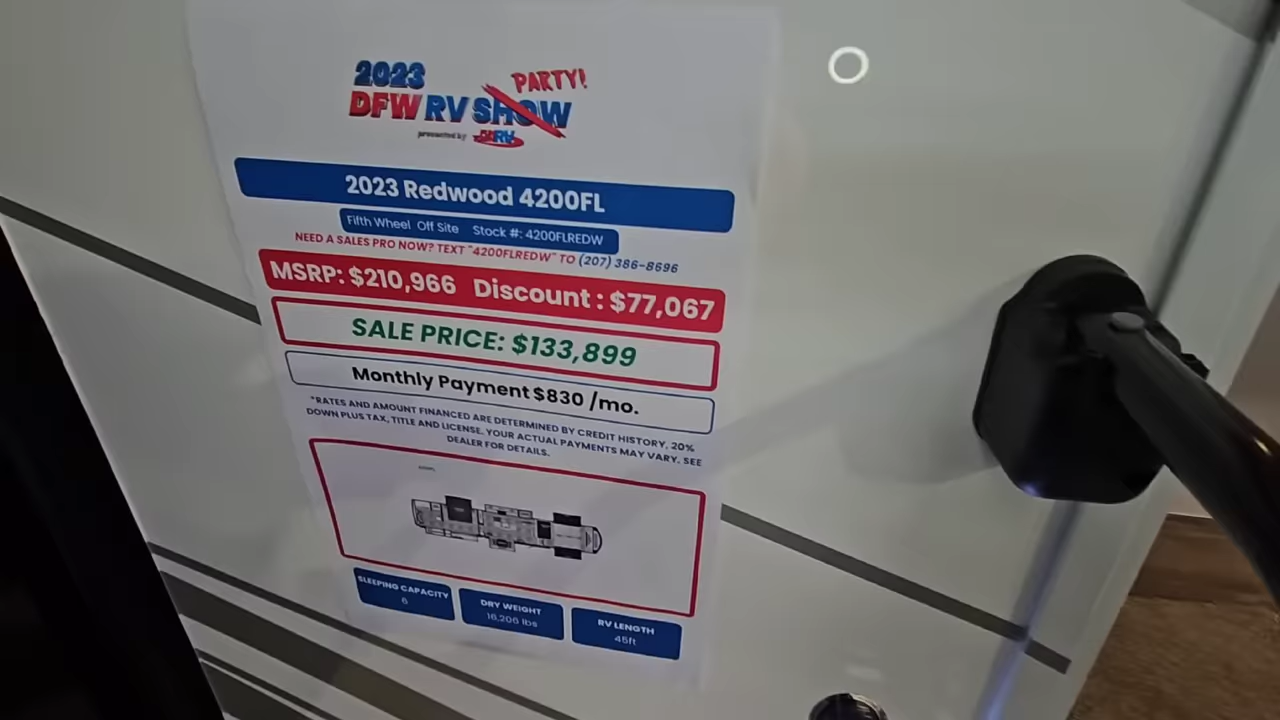 2023 PARTY!
DFW RV SHOW
presented by
2023 Redwood 4200FL
Fifth Wheel Off Site Stock #: 4200FLREDW
NEED A SALES PRO NOW? TEXT "4200FLREDW" TO (207) 386-8696
MSRP: $210,966 Discount : $77,067
SALE PRICE: $133,899
Monthly Payment $830 /mo.
*RATES AND AMOUNT FINANCED ARE DETERMINED BY CREDIT HISTORY, 20%
DOWN PLUS TAX, TITLE AND LICENSE. YOUR ACTUAL PAYMENTS MAY VARY. SEE
DEALER FOR DETAILS.
SLEEPING CAPACITY
6
DRY WEIGHT
16,206 lbs
RV LENGTH
45ft